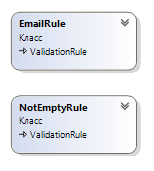 EmailRule
Класс
ValidationRule
NotEmptyRule
Класс
ValidationRule